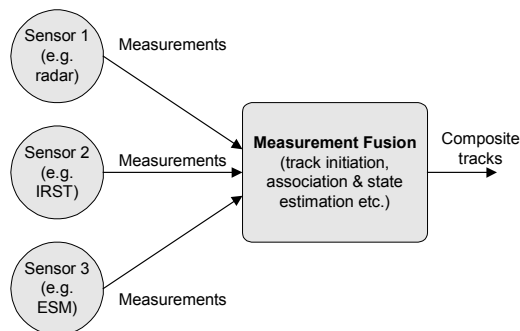 Sensor 1
(e.g.
radar)
Measurements
Sensor 2
(e.g.
IRST)
Measurements
Sensor 3
(e.g.
ESM)
Measurements
Measurement Fusion
(track initiation,
association & state
estimation etc.)
Composite
tracks